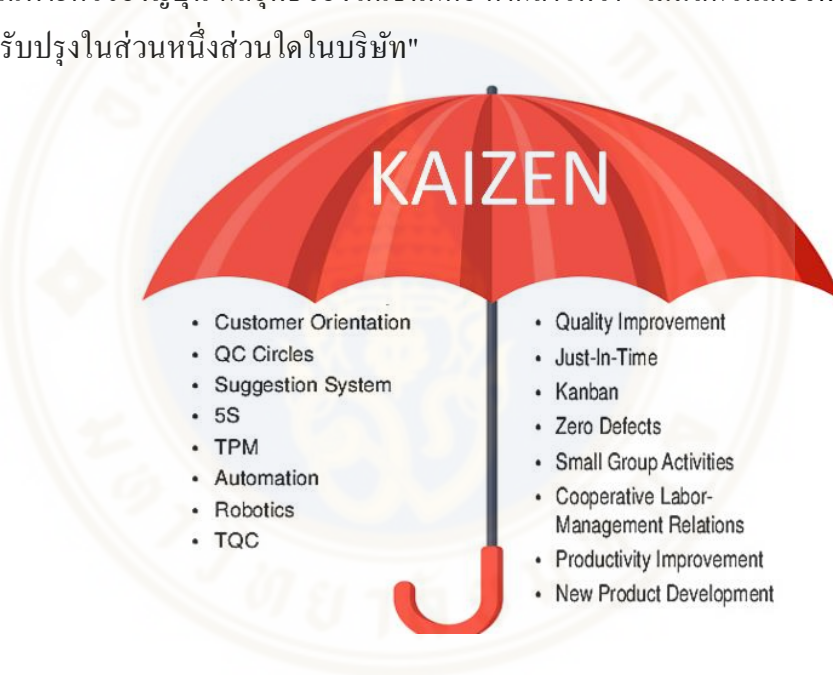 รับปรุงในส่วนหนึ่งส่วนใดในบริษัท"
KAIZEN
• Customer Orientation
• QC Circles
• Suggestion System
• 5S
• TPM
• Automation
• Robotics
• TQC
• Quality Improvement
• Just-In-Time
• Kanban
• Zero Defects
• Small Group Activities
• Cooperative Labor-
Management Relations
• Productivity Improvement
• New Product Development